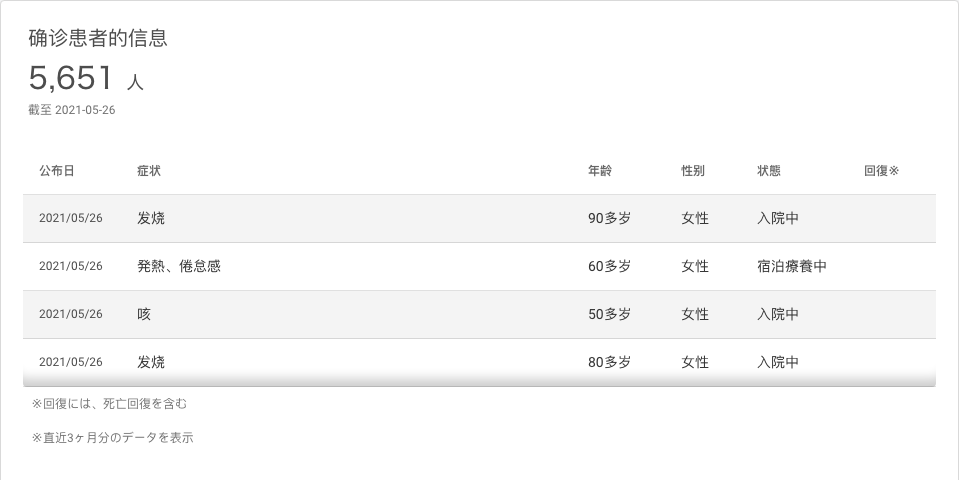 确诊患者的信息
5,651 人
截至 2021-05-26
公布日 症状 年龄 性别 状態 回復※
2021/05/26 发烧 90多岁 女性 入院中
2021/05/26 発熱、倦怠感 60多岁 女性 宿泊療養中
2021/05/26 咳 50多岁 女性 入院中
2021/05/26 发烧 80多岁 女性 入院中
※回復には、死亡回復を含む
※直近3ヶ月分のデータを表示